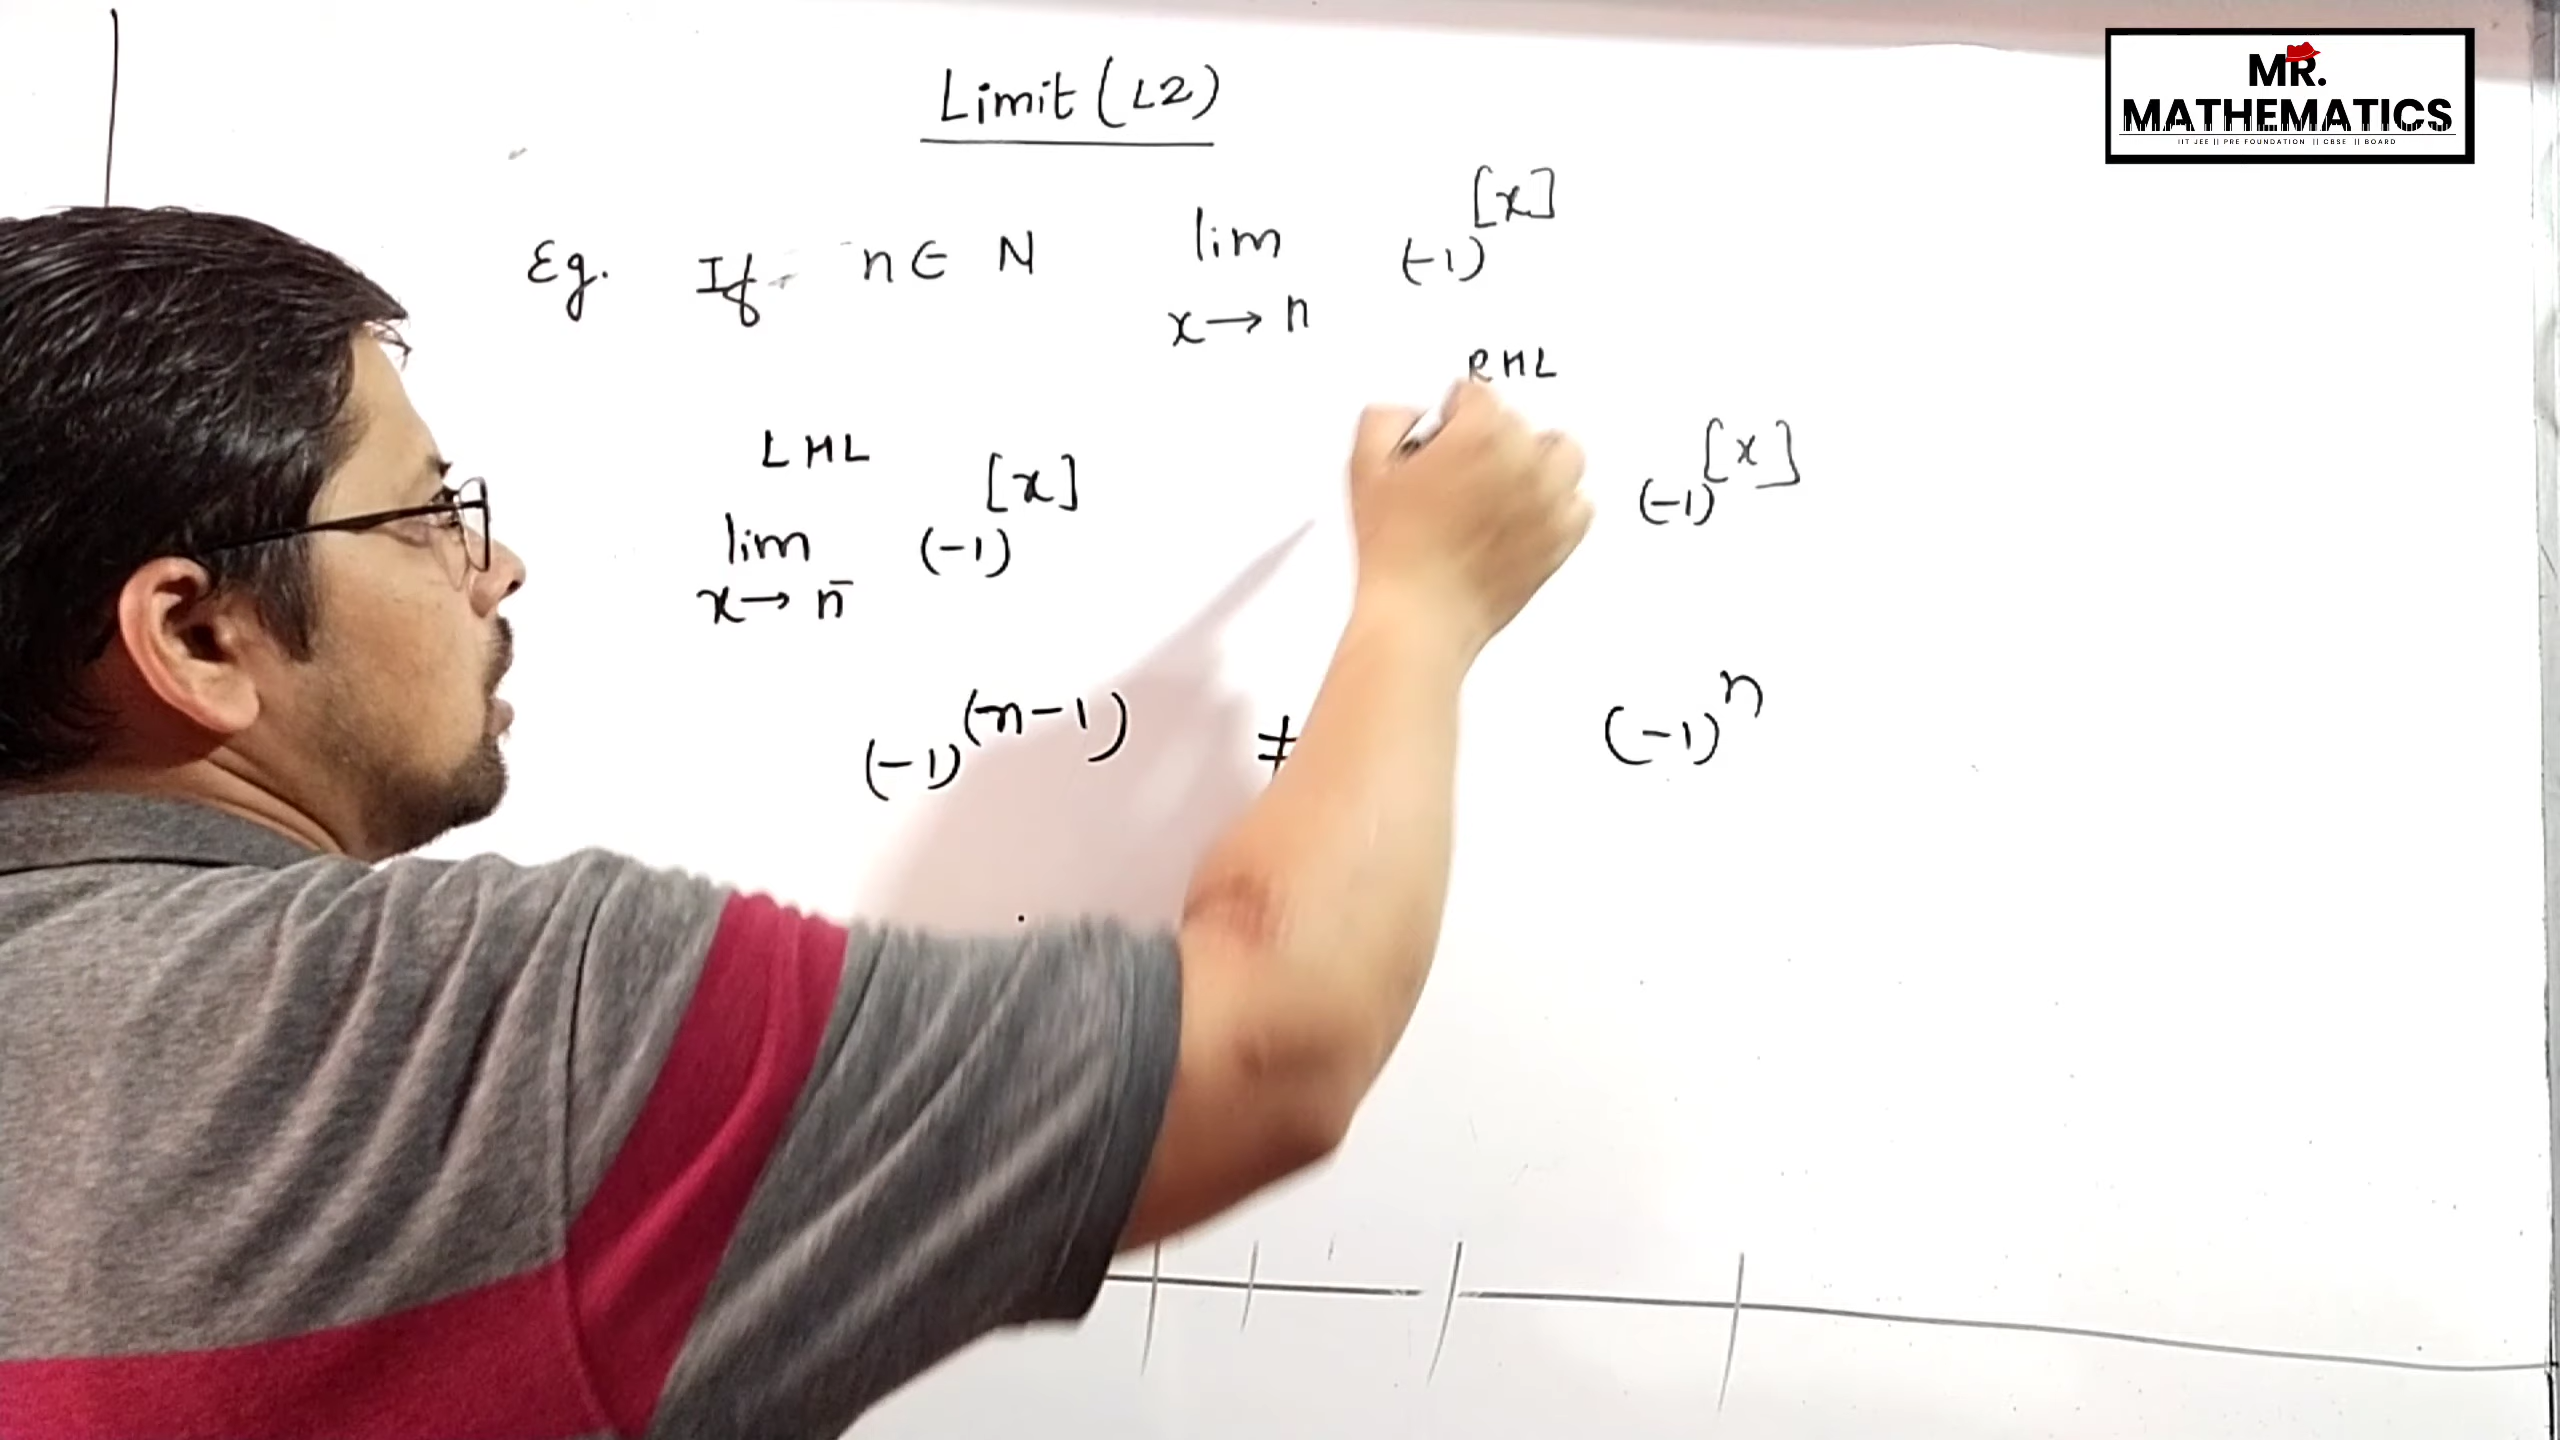 Limit (L2)
MR.
MATHEMATICS
IIT JEE || PRE FOUNDATION || CBSE || BOARD
Eg. If n ∈ N lim (-1)^[x]
x → n
LHL RHL
lim (-1)^[x] (-1)^[x]
x → n⁻
(-1)^(n-1) ≠ (-1)^n